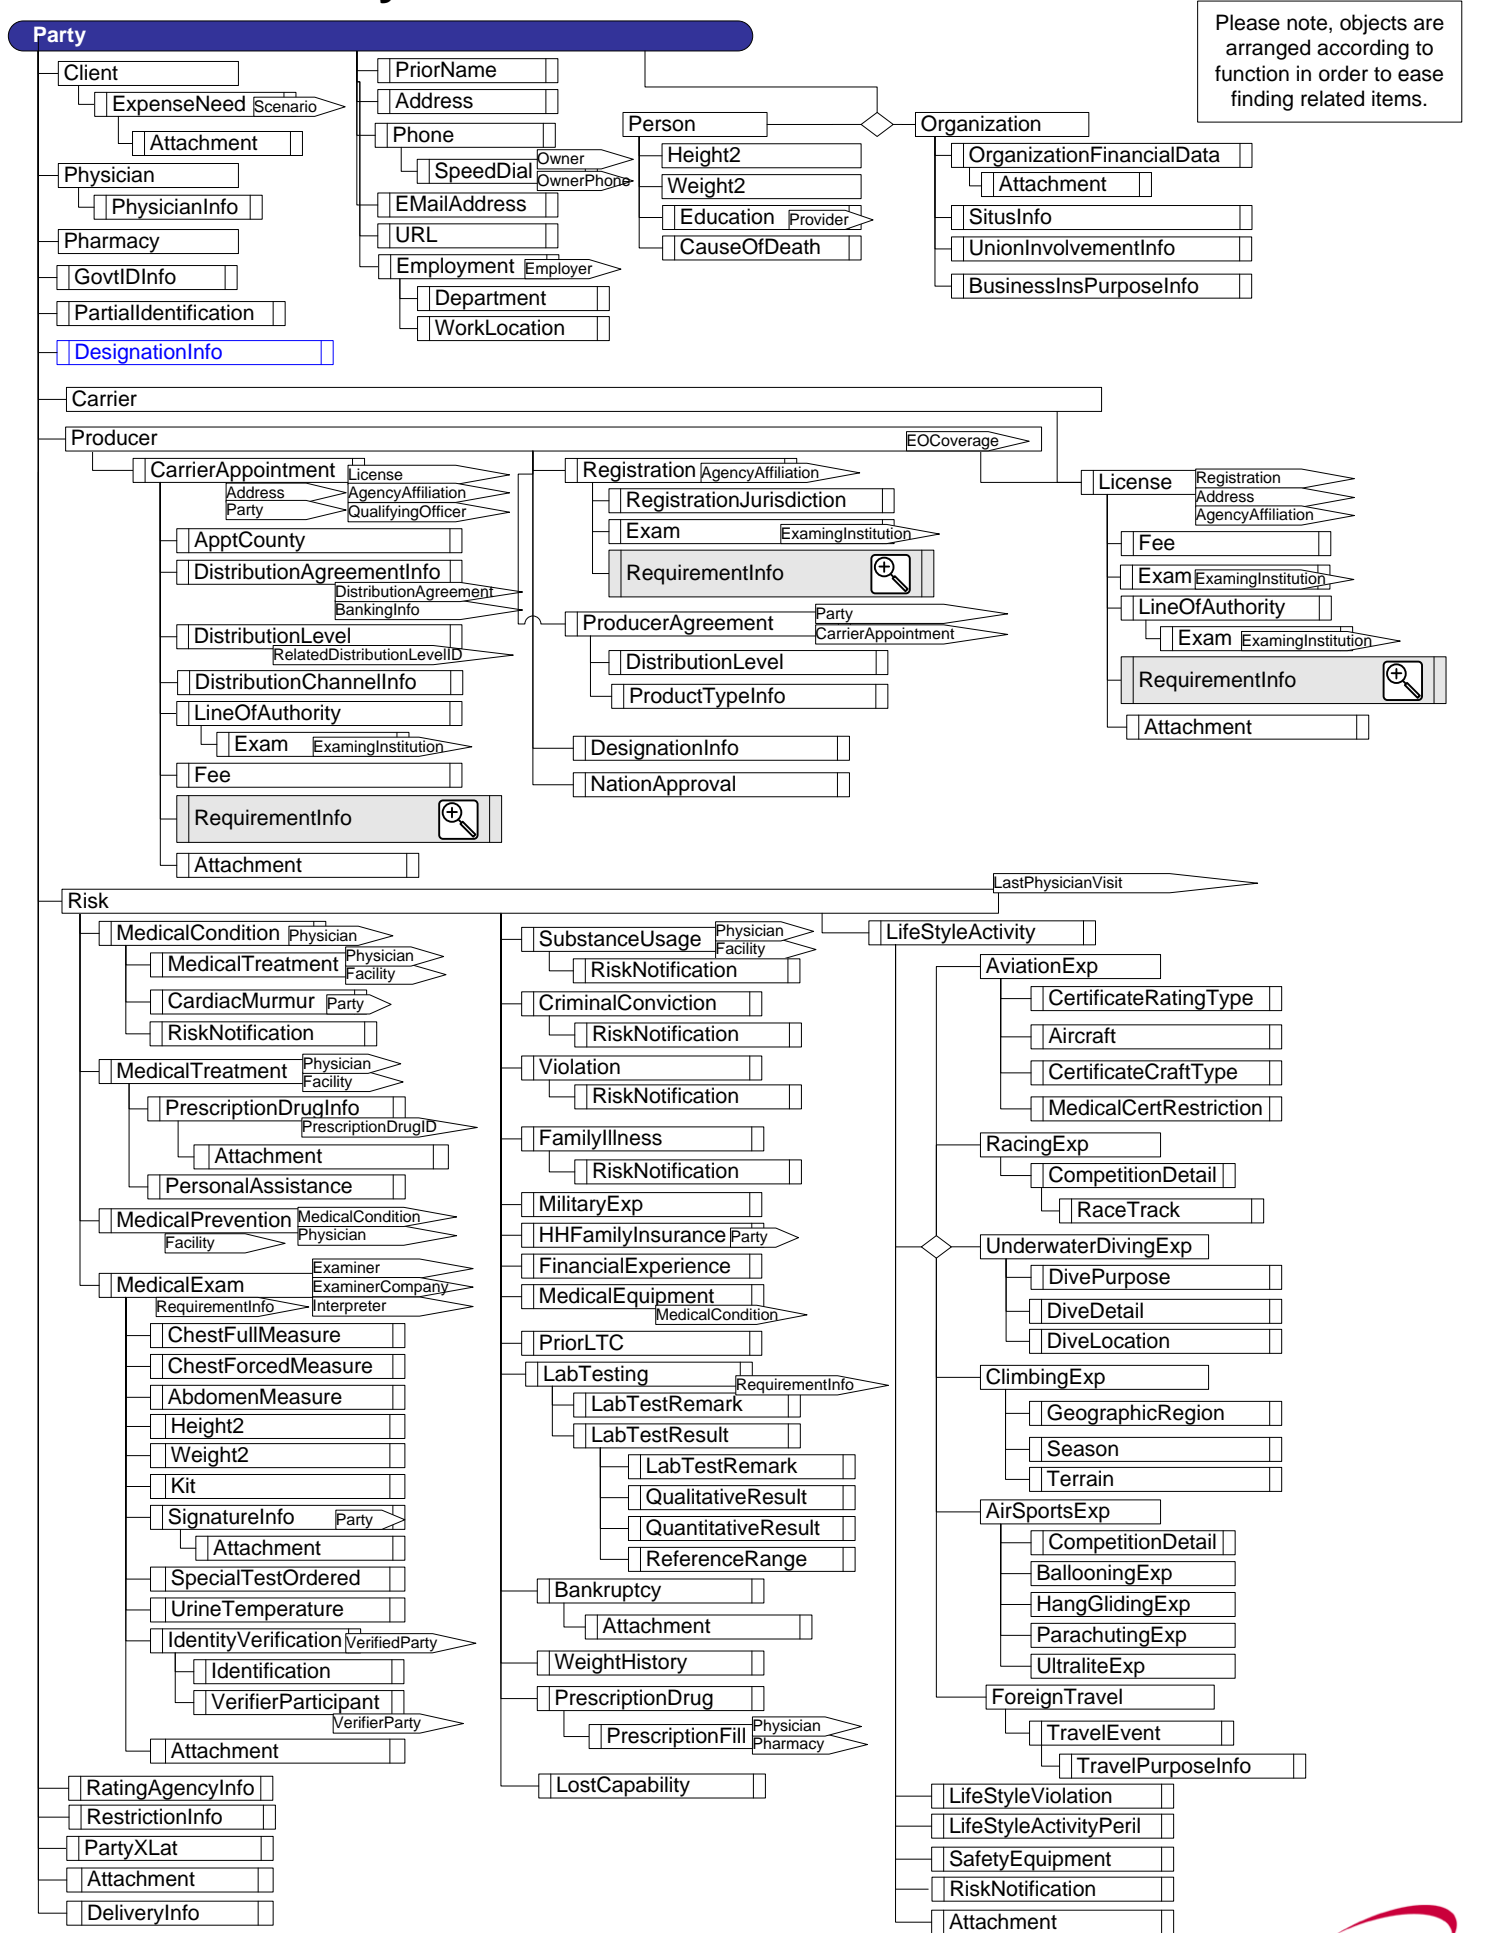 Party
Please note, objects are
arranged according to
function in order to ease
finding related items.
Client
ExpenseNeed
Scenario
Attachment
Physician
PhysicianInfo
Pharmacy
GovtIDInfo
PartialIdentification
DesignationInfo
PriorName
Address
Phone
SpeedDial
Owner
OwnerPhone
EMailAddress
URL
Employment
Employer
Department
WorkLocation
Person
Height2
Weight2
Education
Provider
CauseOfDeath
Organization
OrganizationFinancialData
Attachment
SitusInfo
UnionInvolvementInfo
BusinessInsPurposeInfo
Carrier
Producer
EOCoverage
CarrierAppointment
License
Address
AgencyAffiliation
Party
QualifyingOfficer
ApptCounty
DistributionAgreementInfo
DistributionAgreement
BankingInfo
DistributionLevel
RelatedDistributionLevelID
DistributionChannelInfo
LineOfAuthority
Exam
ExamingInstitution
Fee
RequirementInfo
Attachment
Registration
AgencyAffiliation
RegistrationJurisdiction
Exam
ExamingInstitution
RequirementInfo
ProducerAgreement
Party
CarrierAppointment
DistributionLevel
ProductTypeInfo
DesignationInfo
NationApproval
License
Registration
Address
AgencyAffiliation
Fee
Exam
ExamingInstitution
LineOfAuthority
Exam
ExamingInstitution
RequirementInfo
Attachment
Risk
LastPhysicianVisit
MedicalCondition
Physician
MedicalTreatment
Physician
Facility
CardiacMurmur
Party
RiskNotification
MedicalTreatment
Physician
Facility
PrescriptionDrugInfo
PrescriptionDrugID
Attachment
PersonalAssistance
MedicalPrevention
MedicalCondition
Physician
Facility
MedicalExam
Examiner
ExaminerCompany
RequirementInfo
Interpreter
ChestFullMeasure
ChestForcedMeasure
AbdomenMeasure
Height2
Weight2
Kit
SignatureInfo
Party
Attachment
SpecialTestOrdered
UrineTemperature
IdentityVerification
VerifiedParty
Identification
VerifierParticipant
VerifierParty
Attachment
SubstanceUsage
Physician
Facility
RiskNotification
CriminalConviction
RiskNotification
Violation
RiskNotification
FamilyIllness
RiskNotification
MilitaryExp
HHFamilyInsurance
Party
FinancialExperience
MedicalEquipment
MedicalCondition
PriorLTC
LabTesting
RequirementInfo
LabTestRemark
LabTestResult
LabTestRemark
QualitativeResult
QuantitativeResult
ReferenceRange
Bankruptcy
Attachment
WeightHistory
PrescriptionDrug
PrescriptionFill
Physician
Pharmacy
LostCapability
LifeStyleActivity
AviationExp
CertificateRatingType
Aircraft
CertificateCraftType
MedicalCertRestriction
RacingExp
CompetitionDetail
RaceTrack
UnderwaterDivingExp
DivePurpose
DiveDetail
DiveLocation
ClimbingExp
GeographicRegion
Season
Terrain
AirSportsExp
CompetitionDetail
BallooningExp
HangGlidingExp
ParachutingExp
UltraliteExp
ForeignTravel
TravelEvent
TravelPurposeInfo
LifeStyleViolation
LifeStyleActivityPeril
SafetyEquipment
RiskNotification
Attachment
RatingAgencyInfo
RestrictionInfo
PartyXLat
Attachment
DeliveryInfo